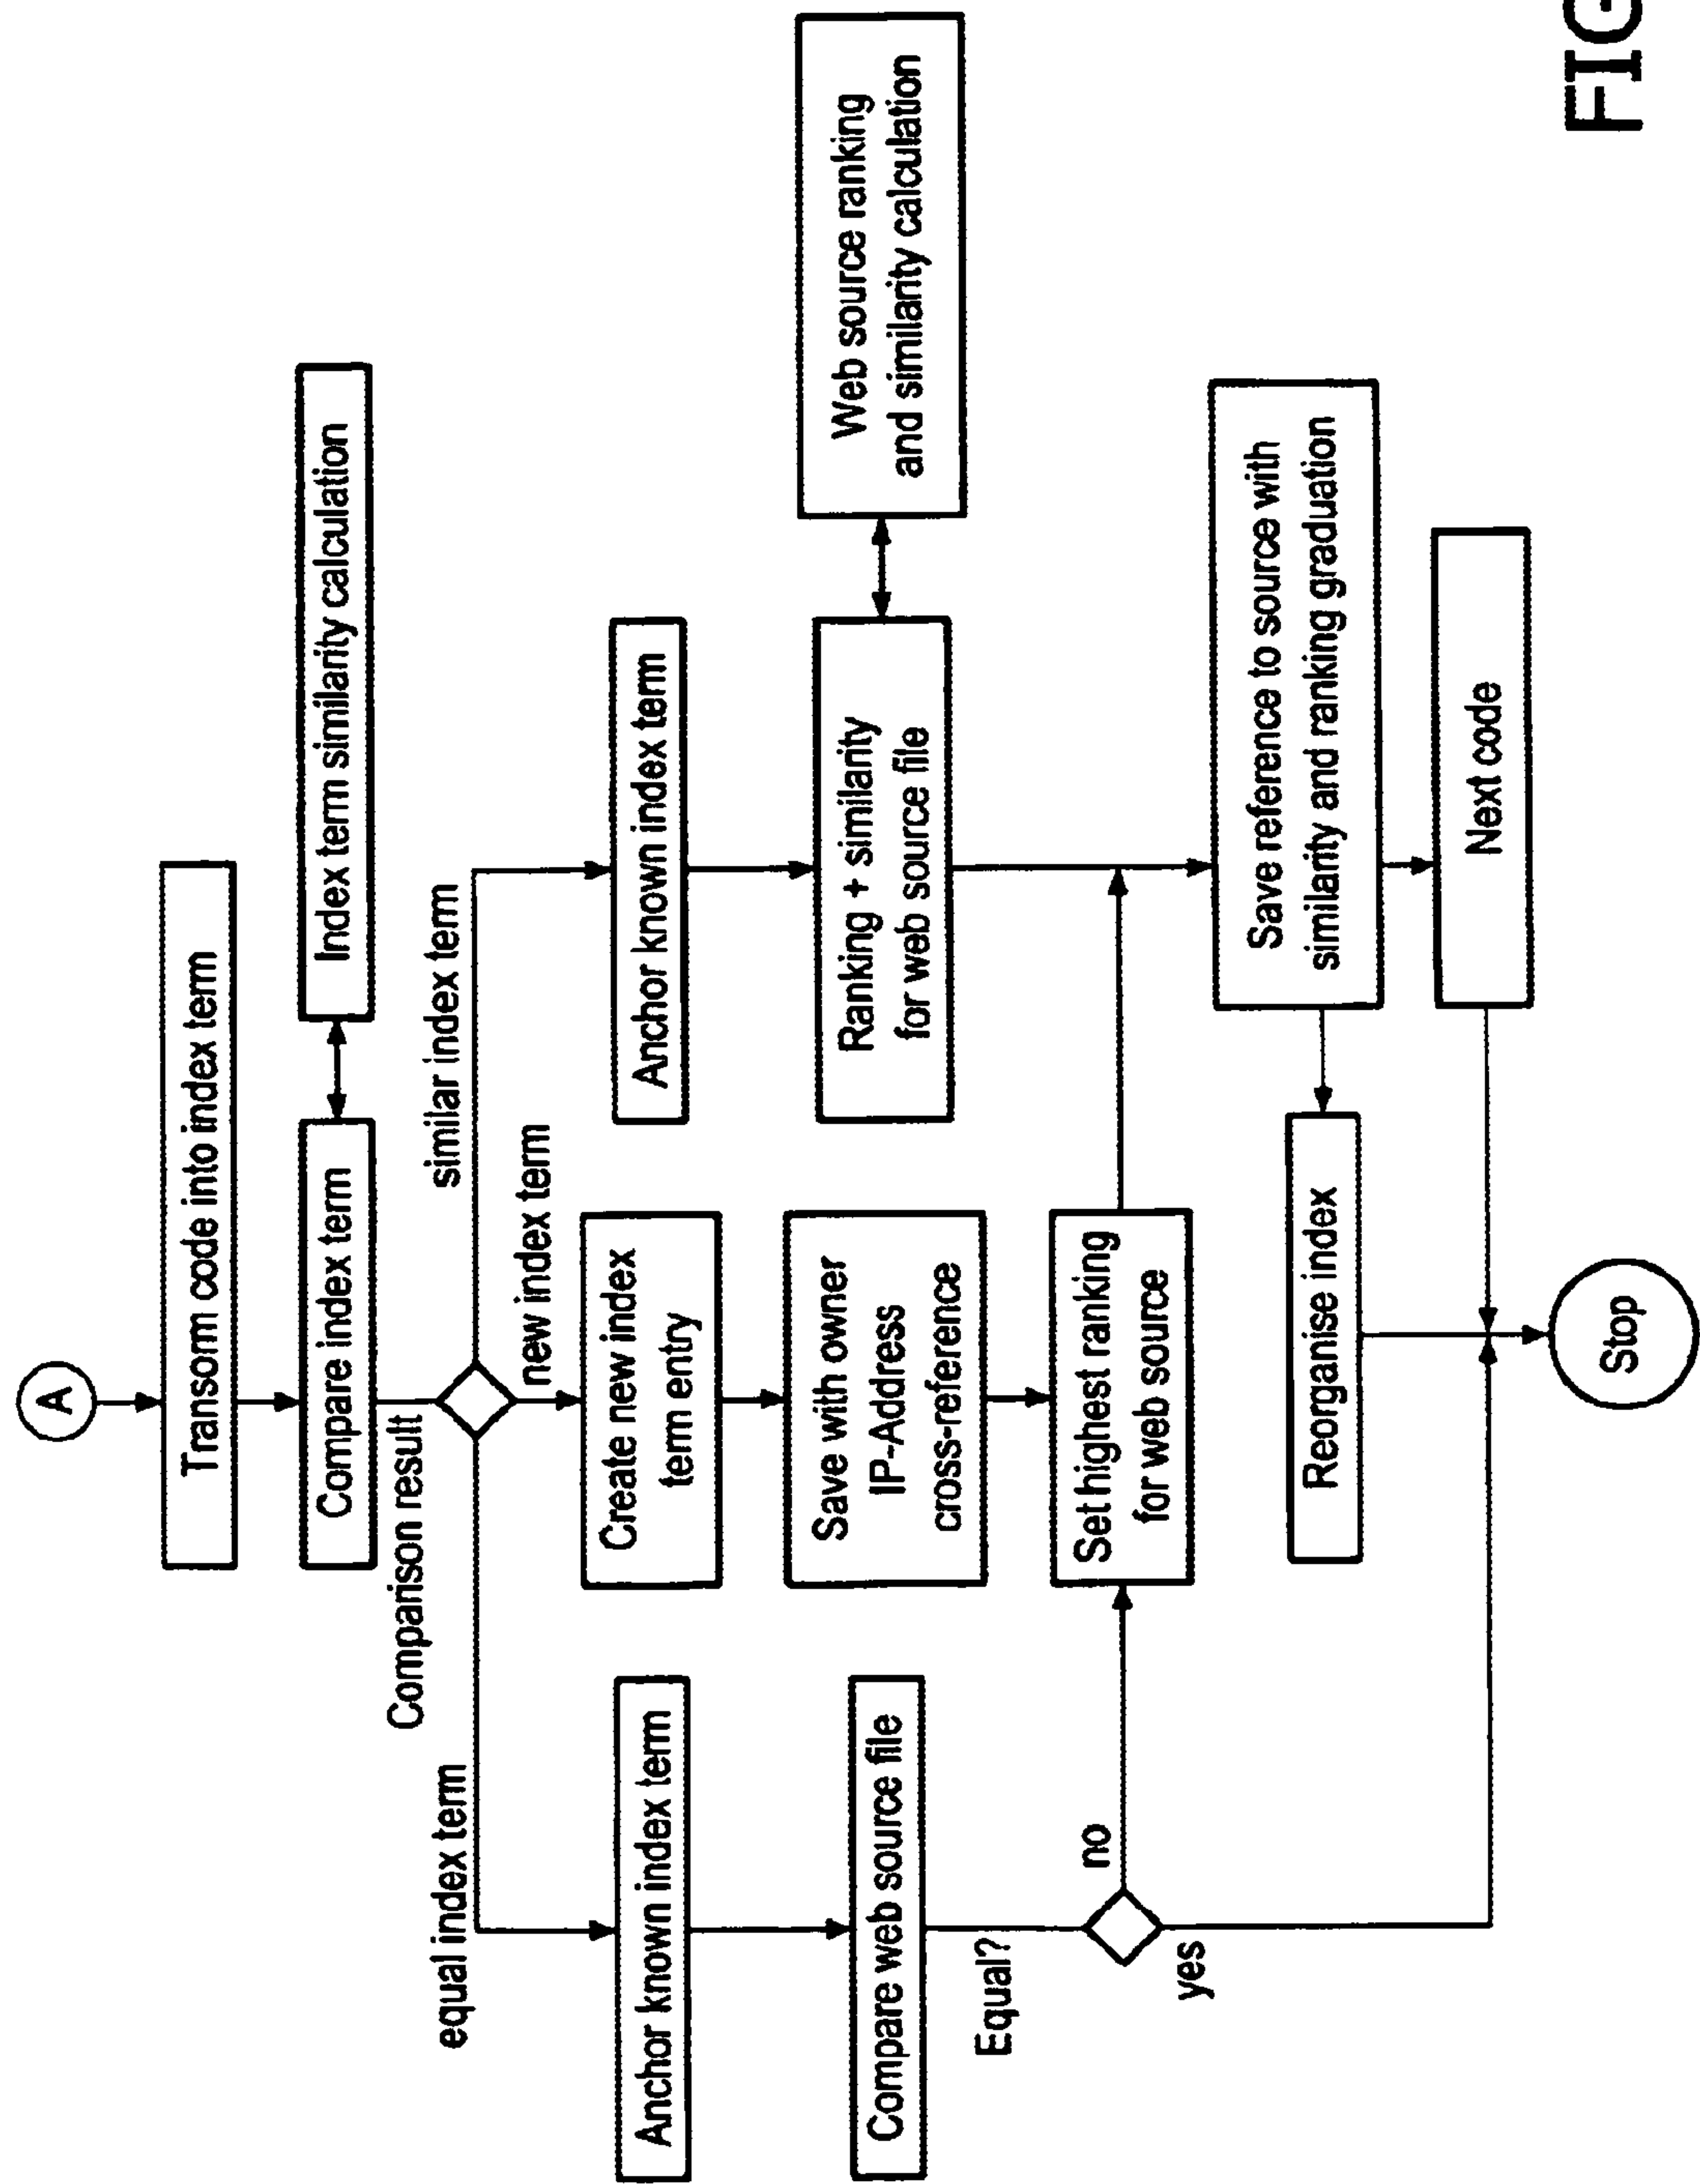 A
Transom code into index term
Compare index term
Index term similarity calculation
Comparison result
equal index term
new index term
similar index term
Anchor known index term
Create new index
term entry
Anchor known index term
Compare web source file
Save with owner
IP-Address
cross-reference
Ranking + similarity
for web source file
Web source ranking
and similarity calculation
Equal?
no
yes
Set highest ranking
for web source
Save reference to source with
similarity and ranking graduation
Reorganise index
Next code
Stop
FIG